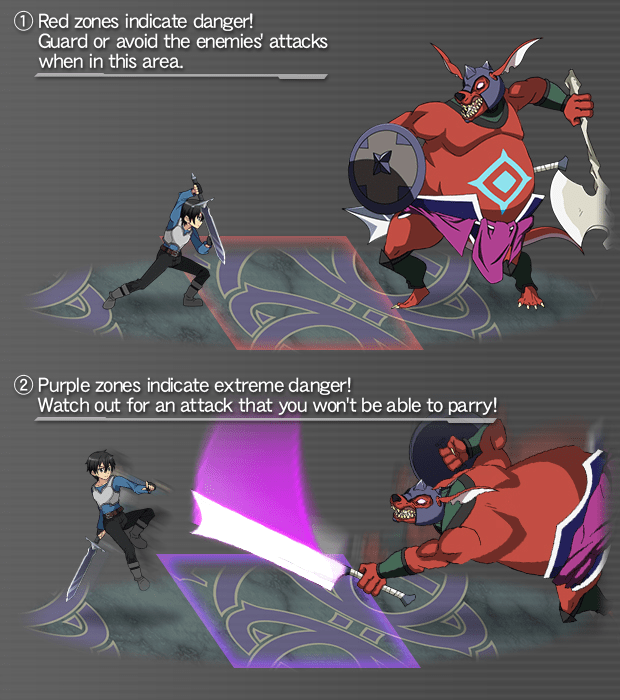 ① Red zones indicate danger!
Guard or avoid the enemies' attacks
when in this area.
② Purple zones indicate extreme danger!
Watch out for an attack that you won't be able to parry!